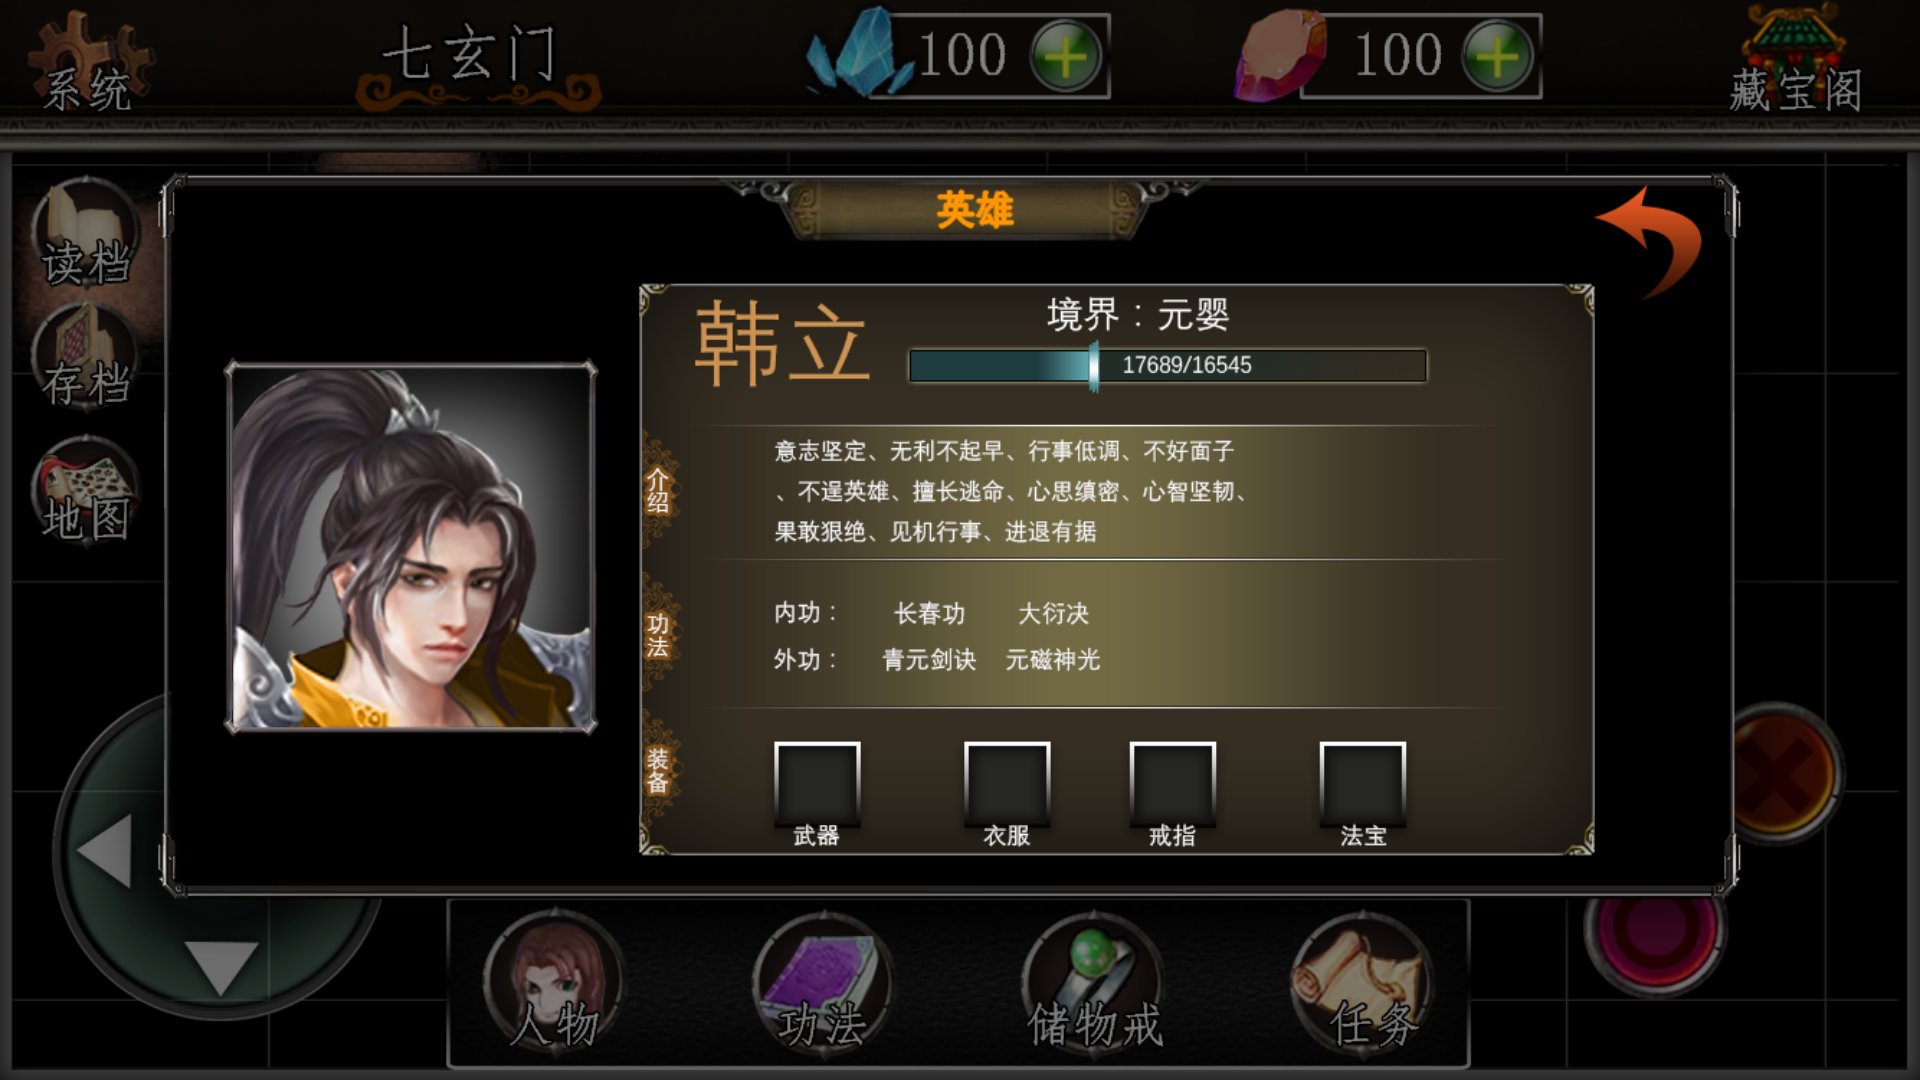 系统
七玄门
100
100
藏宝阁
英雄
读档
存档
地图
韩立
境界：元婴
17689/16545
介绍
意志坚定、无利不起早、行事低调、不好面子
、不逞英雄、擅长逃命、心思缜密、心智坚韧、
果敢狠绝、见机行事、进退有据
功法
内功： 长春功 大衍决
外功： 青元剑诀 元磁神光
装备
武器 衣服 戒指 法宝
人物 功法 储物戒 任务